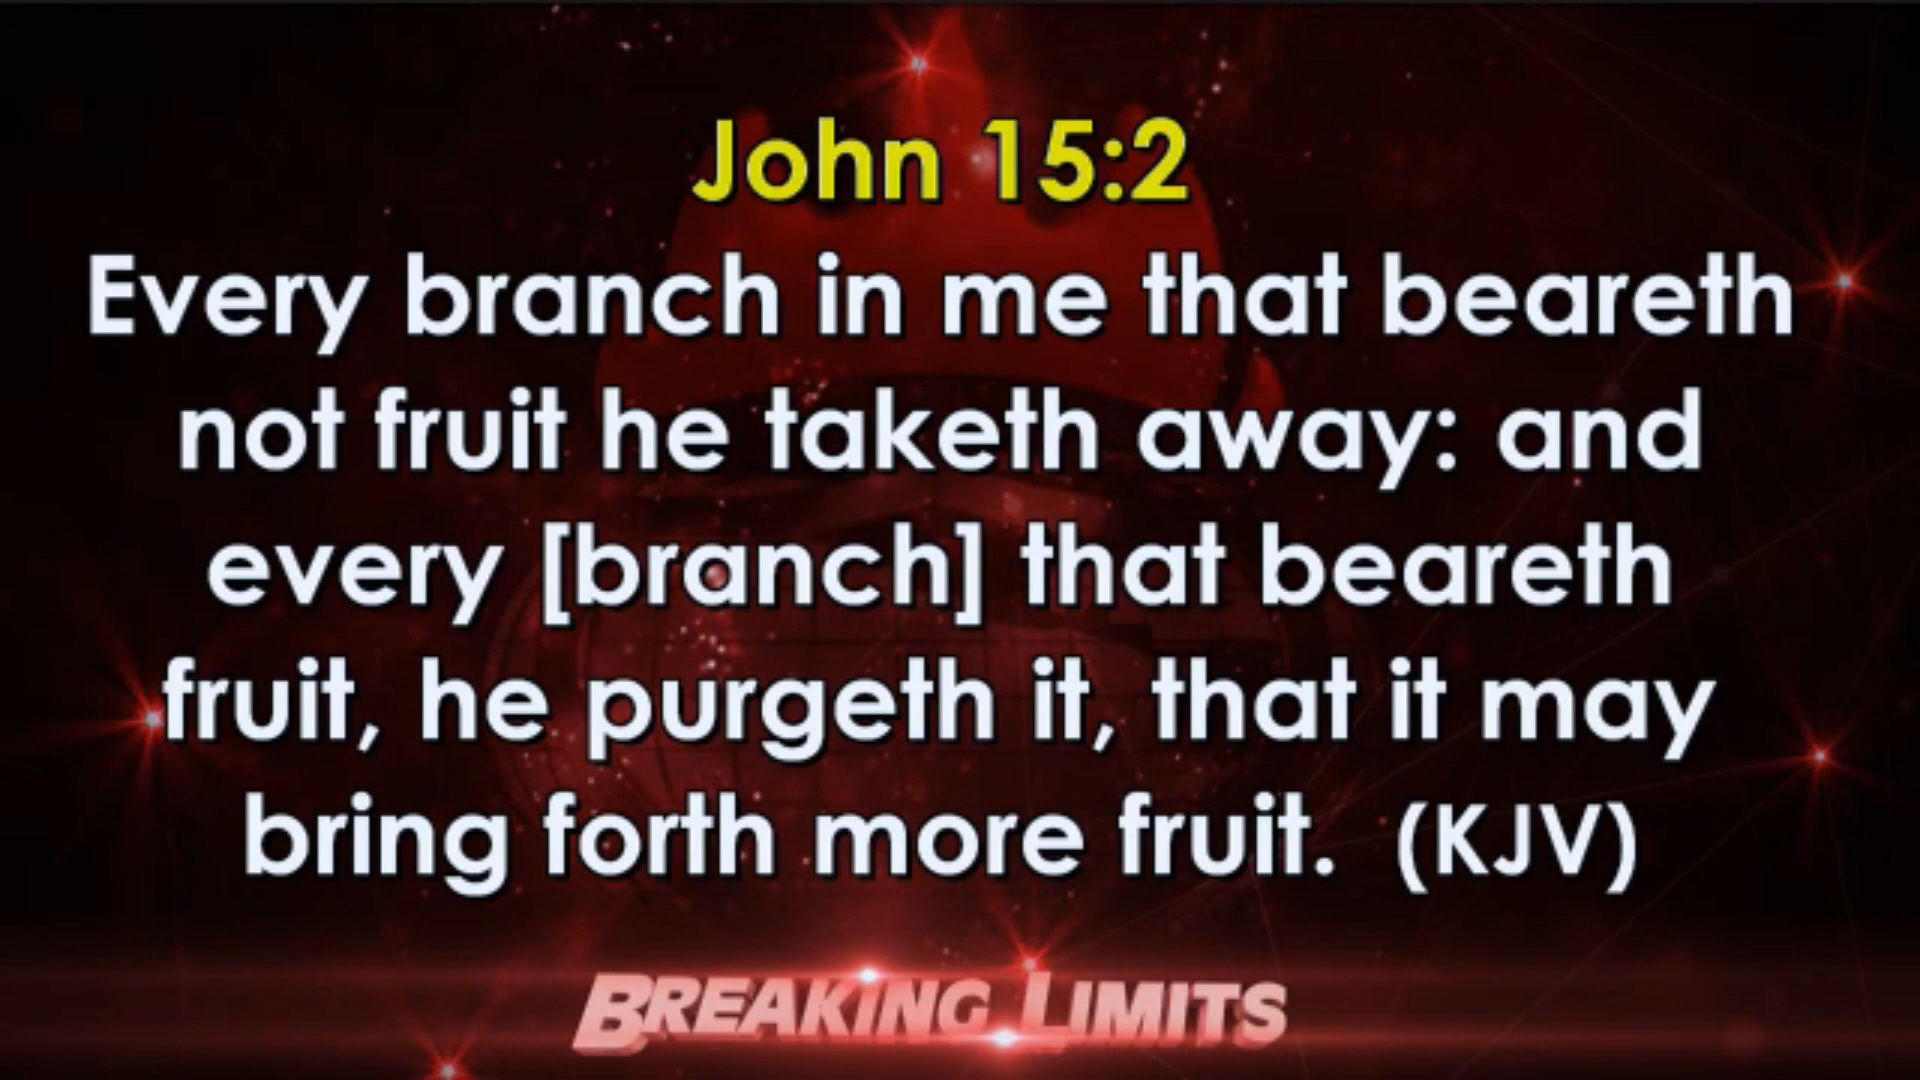 John 15:2
Every branch in me that beareth
not fruit he taketh away: and
every [branch] that beareth
fruit, he purgeth it, that it may
bring forth more fruit. (KJV)
BREAKING LIMITS